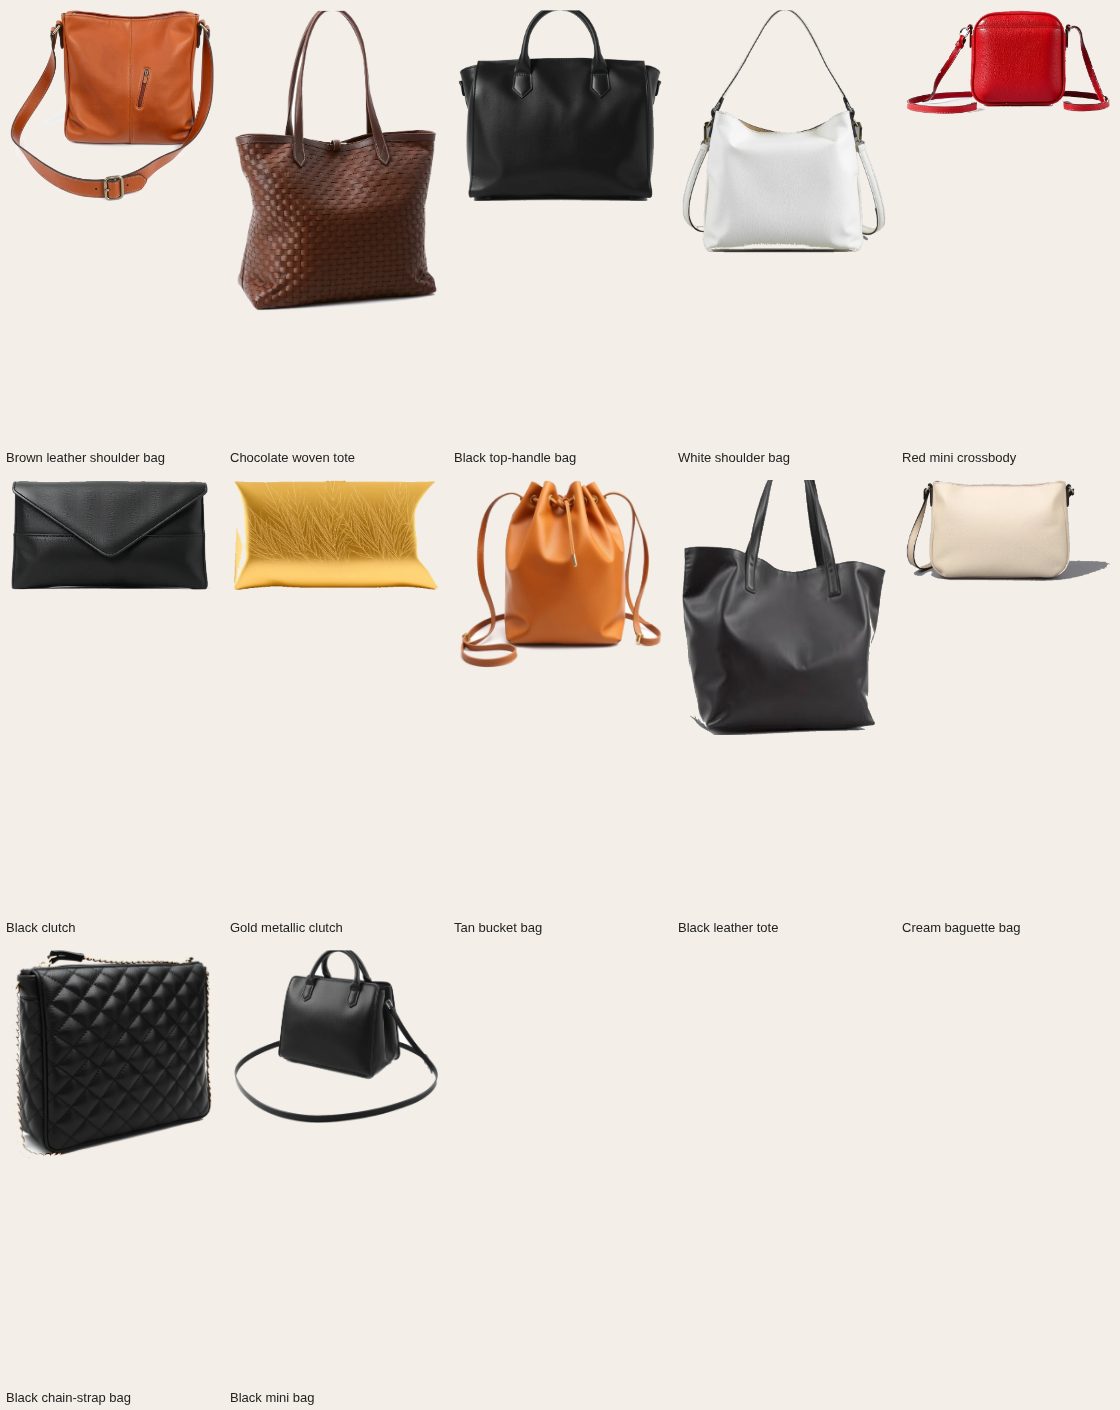 Brown leather shoulder bag
Chocolate woven tote
Black top-handle bag
White shoulder bag
Red mini crossbody
Black clutch
Gold metallic clutch
Tan bucket bag
Black leather tote
Cream baguette bag
Black chain-strap bag
Black mini bag